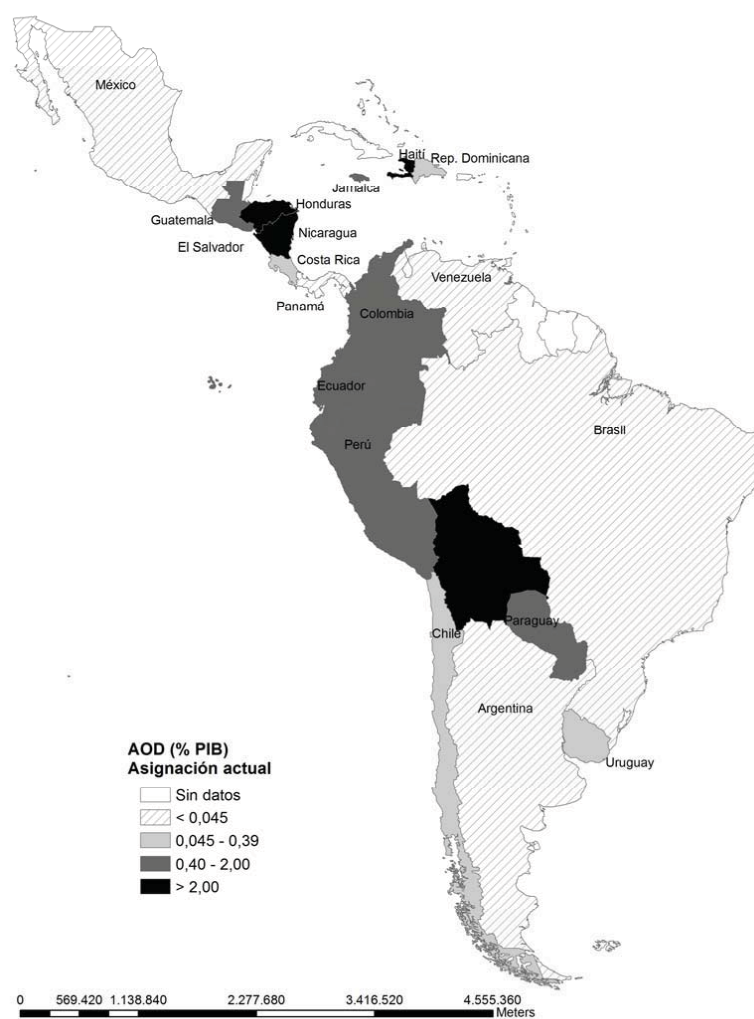 México
Haití
Rep. Dominicana
Jamaica
Honduras
Guatemala
Nicaragua
El Salvador
Costa Rica
Venezuela
Panamá
Colombia
Ecuador
Brasil
Perú
Paraguay
Chile
Argentina
Uruguay
AOD (% PIB)
Asignación actual
Sin datos
< 0,045
0,045 - 0,39
0,40 - 2,00
> 2,00
0 569.420 1.138.840 2.277.680 3.416.520 4.555.360
Meters